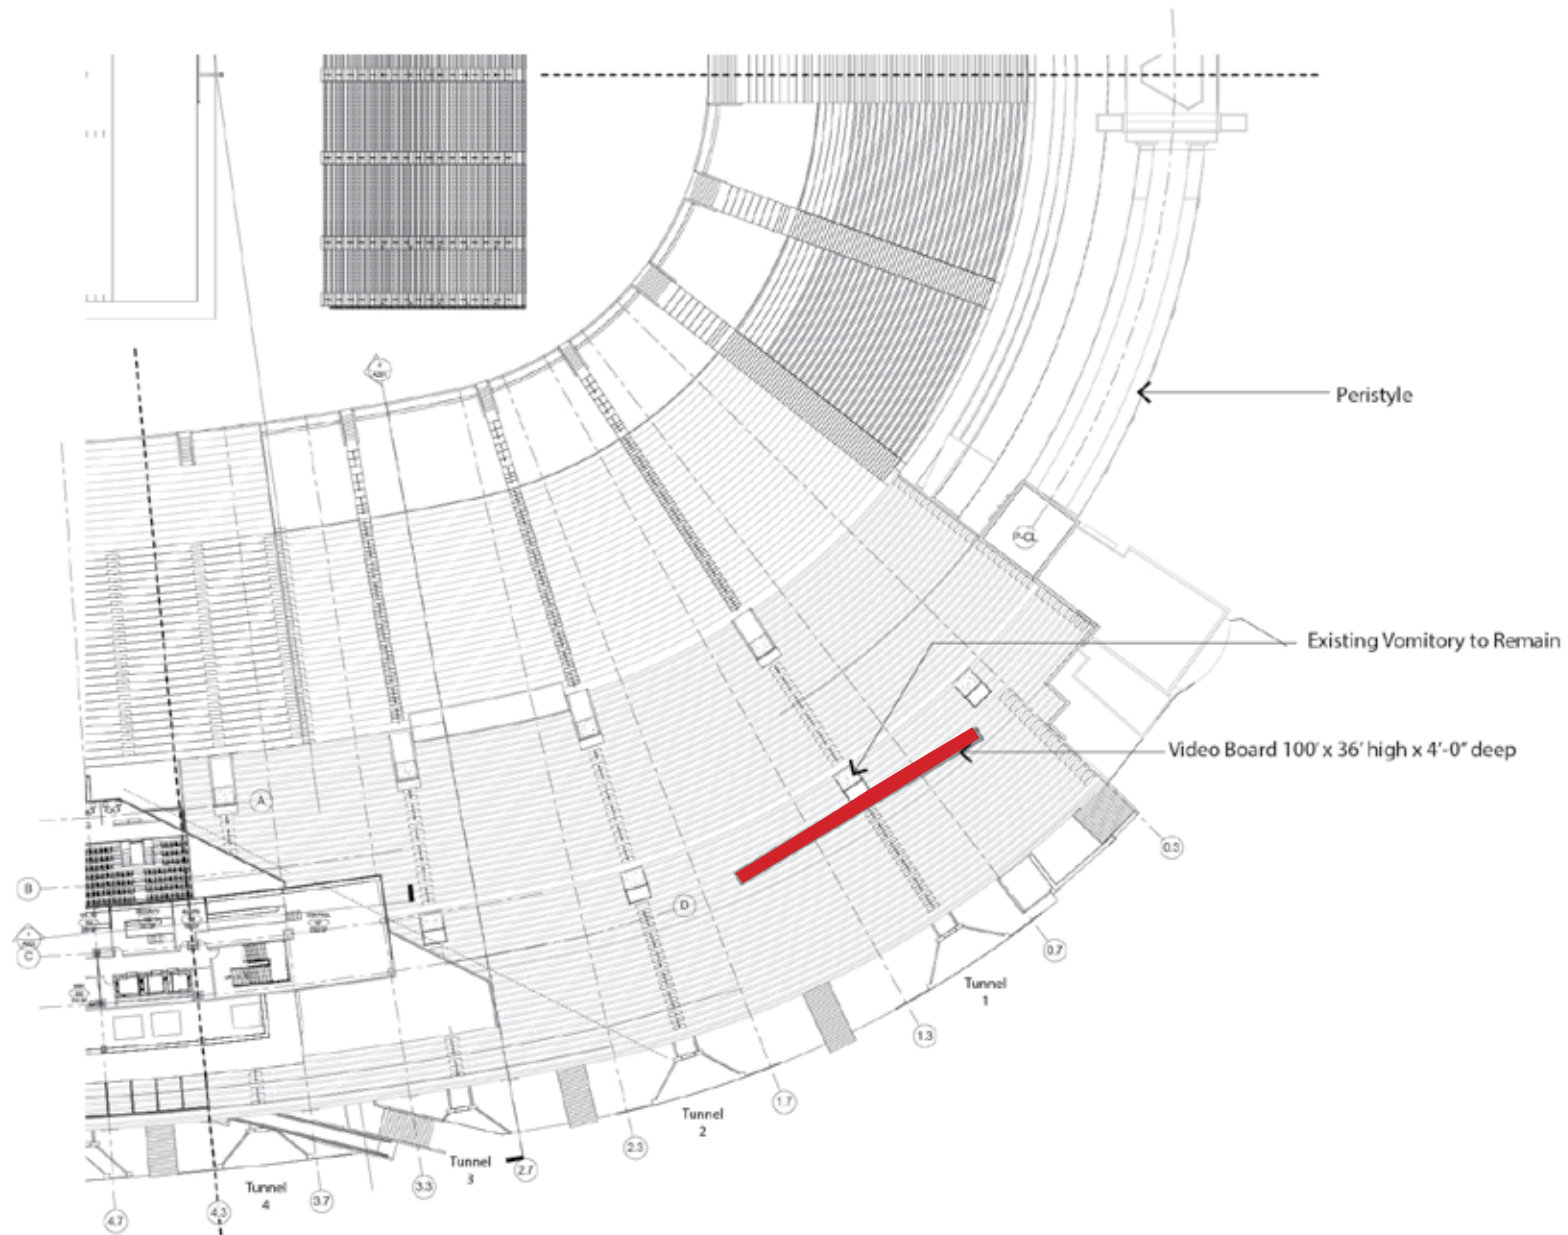 Peristyle
P-CL
Existing Vomitory to Remain
Video Board 100' x 36' high x 4'-0" deep
A
B
C
D
0.3
0.7
Tunnel
1
1.3
1.7
Tunnel
2
2.3
2.7
Tunnel
3
3.3
3.7
Tunnel
4
4.3
4.7